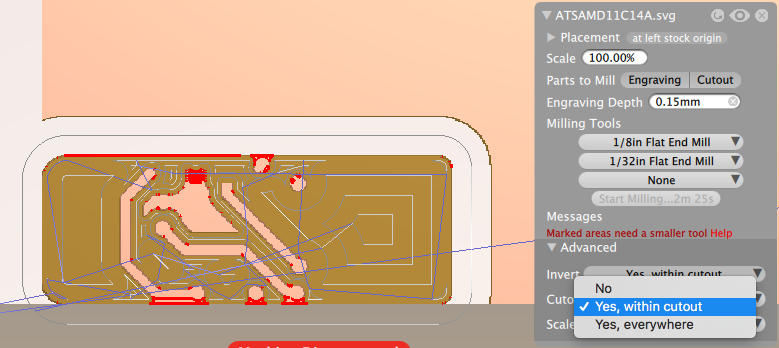 ATSAMD11C14A.svg
Placement at left stock origin
Scale 100.00%
Parts to Mill Engraving Cutout
Engraving Depth 0.15mm
Milling Tools
1/8in Flat End Mill
1/32in Flat End Mill
None
Start Milling...2m 25s
Messages
Marked areas need a smaller tool Help
Advanced
Invert Yes, within cutout
No
Cuto ✓ Yes, within cutout
Scale Yes, everywhere